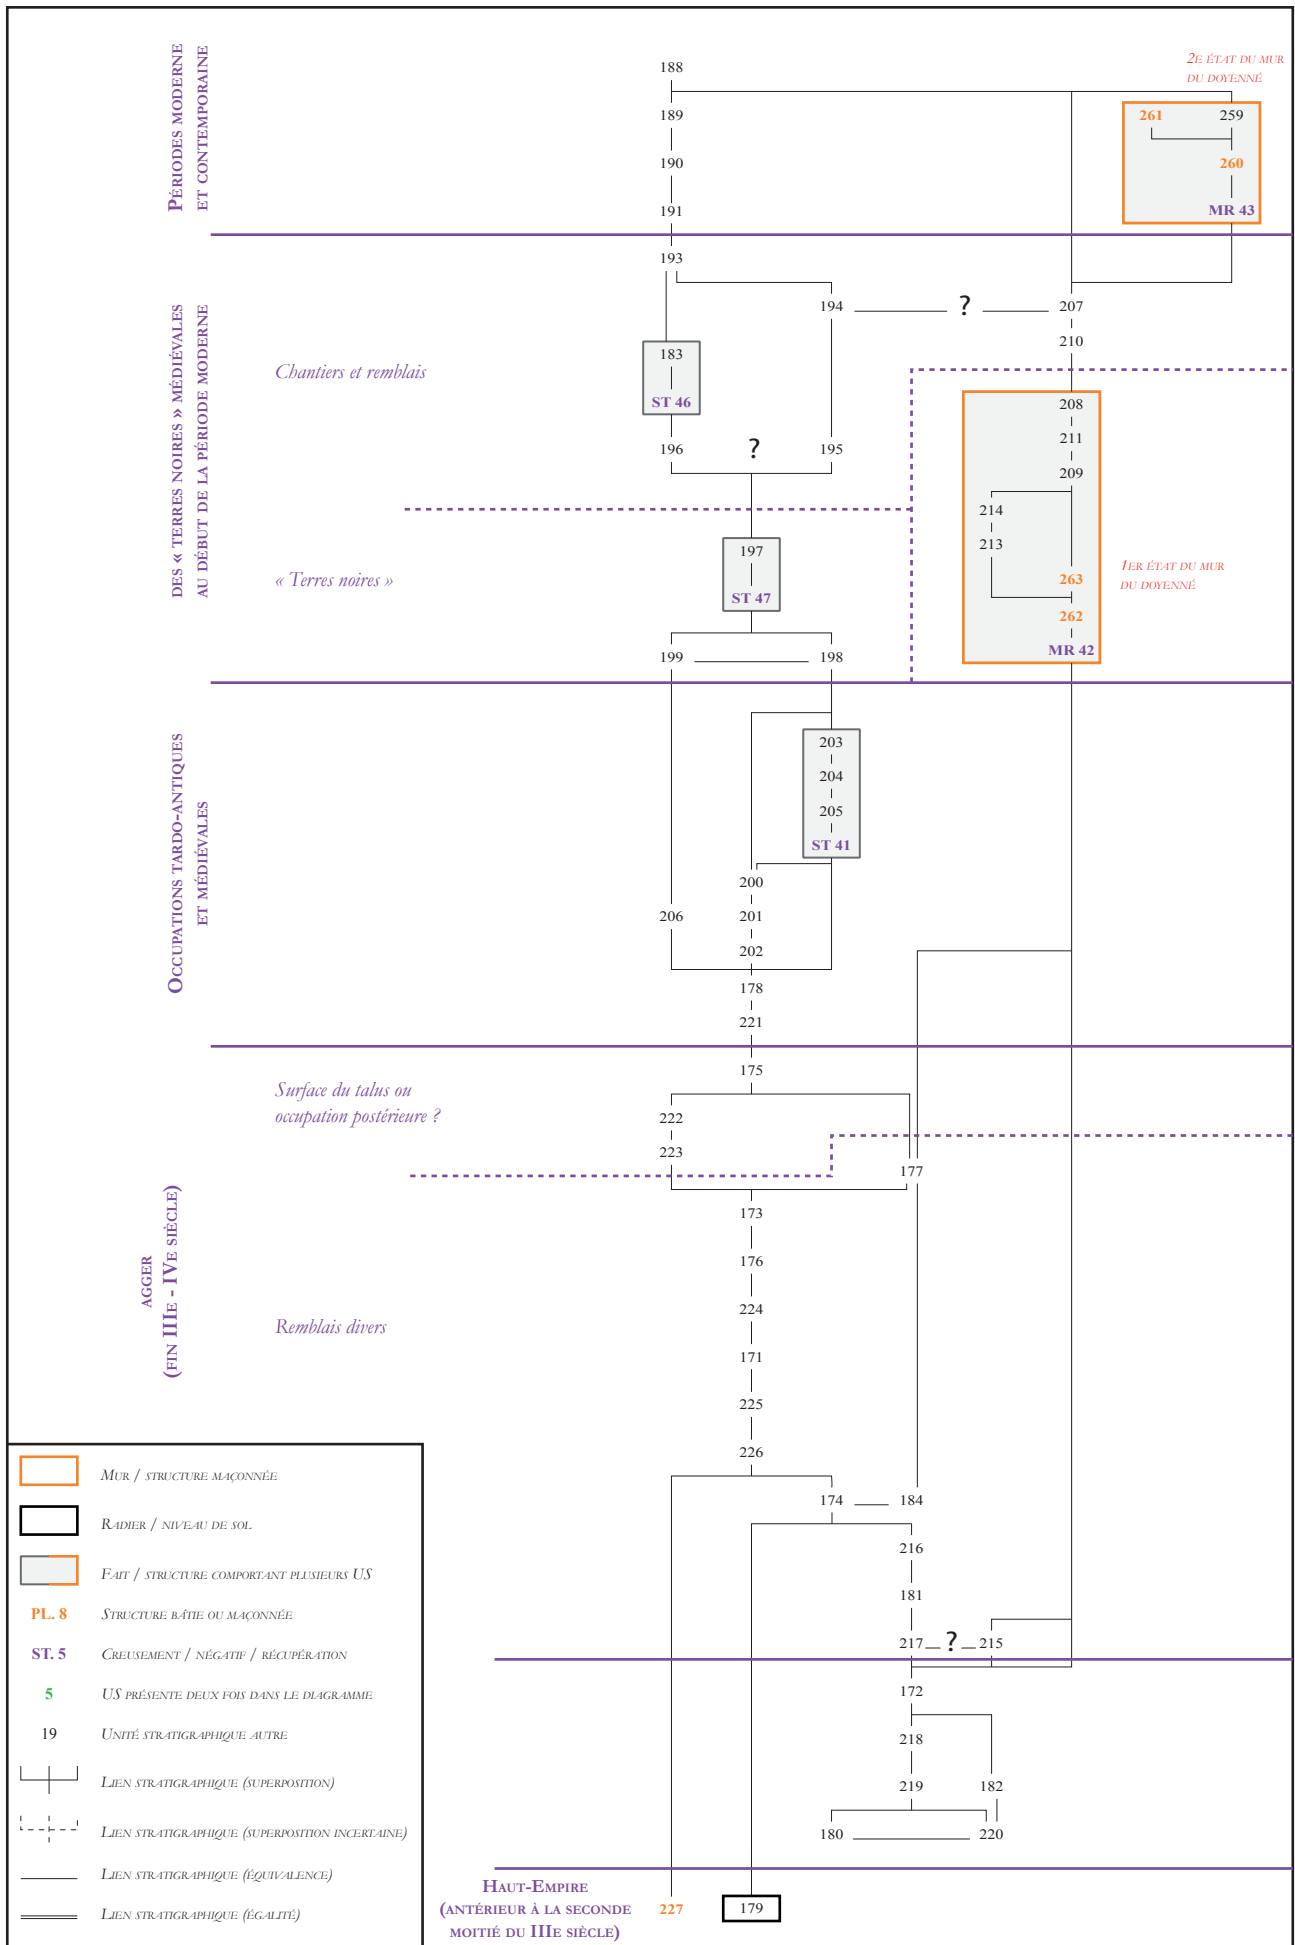 PÉRIODES MODERNE
ET CONTEMPORAINE
188
2E ÉTAT DU MUR
DU DOYENNÉ
189
261 259
190
260
191
MR 43
DES « TERRES NOIRES » MÉDIÉVALES
AU DÉBUT DE LA PÉRIODE MODERNE
193
194 ? 207
210
183
Chantiers et remblais
ST 46
208
211
196 ? 195
209
214
213
197
« Terres noires »
ST 47
263
1ER ÉTAT DU MUR
DU DOYENNÉ
262
MR 42
199 198
OCCUPATIONS TARDO-ANTIQUES
ET MÉDIÉVALES
203
204
205
ST 41
200
206 201
202
178
221
AGGER
(FIN IIIE - IVE SIÈCLE)
175
Surface du talus ou
occupation postérieure ?
222
223
177
173
176
224
Remblais divers
171
225
226
174 184
216
181
217 ? 215
172
218
219 182
180 220
HAUT-EMPIRE
(ANTÉRIEUR À LA SECONDE
MOITIÉ DU IIIE SIÈCLE)
227 179
MUR / STRUCTURE MAÇONNÉE
RADIER / NIVEAU DE SOL
FAIT / STRUCTURE COMPORTANT PLUSIEURS US
PL. 8 STRUCTURE BÂTIE OU MAÇONNÉE
ST. 5 CREUSEMENT / NÉGATIF / RÉCUPÉRATION
5 US PRÉSENTE DEUX FOIS DANS LE DIAGRAMME
19 UNITÉ STRATIGRAPHIQUE AUTRE
LIEN STRATIGRAPHIQUE (SUPERPOSITION)
LIEN STRATIGRAPHIQUE (SUPERPOSITION INCERTAINE)
LIEN STRATIGRAPHIQUE (ÉQUIVALENCE)
LIEN STRATIGRAPHIQUE (ÉGALITÉ)